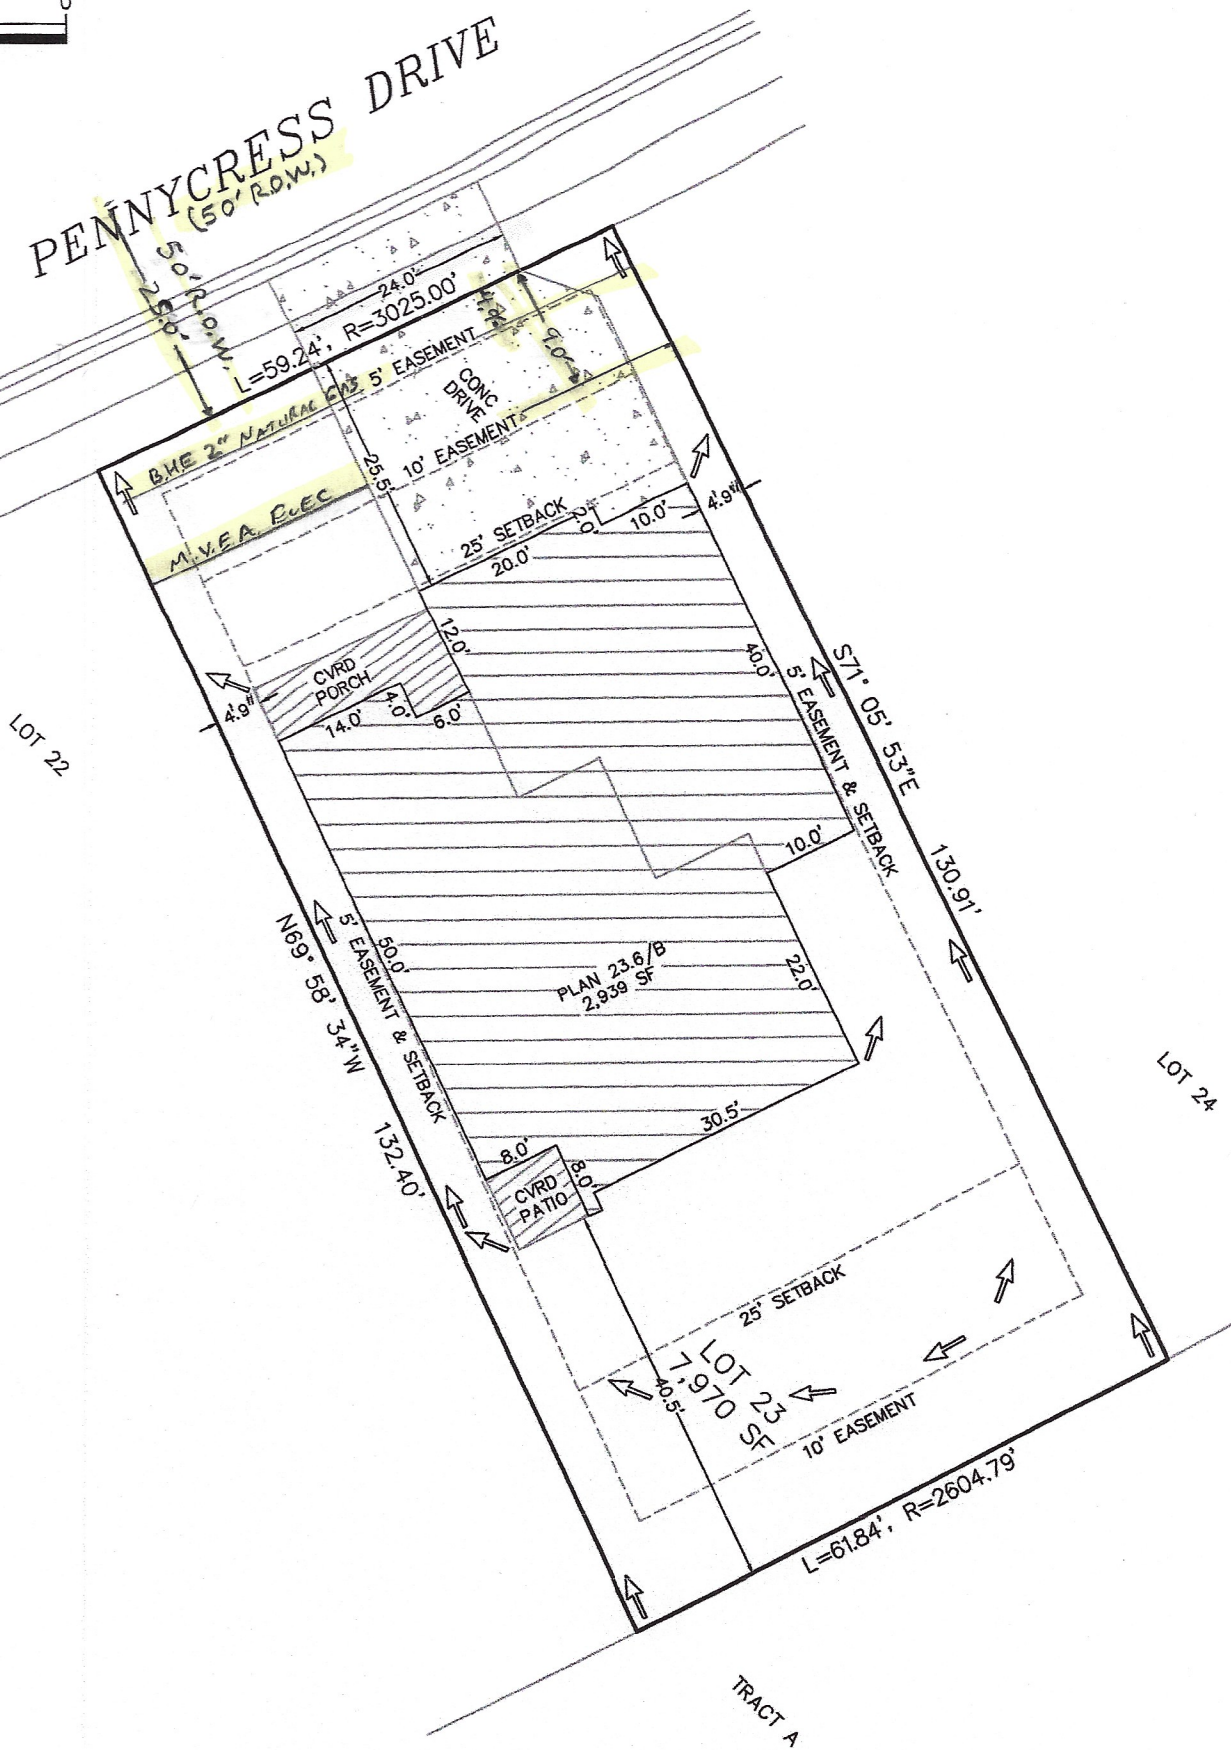 PENNYCRESS DRIVE
(50' R.O.W.)
50' R.O.W.
25.0'
24.0'
L=59.24', R=3025.00'
4.9'
9.0'
5' EASEMENT
B.H.E 2" NATURAL GAS
CONC
DRIVE
10' EASEMENT
M.V.E.A. ELEC
25.5'
25' SETBACK
2.0'
10.0'
4.9'
20.0'
12.0'
CVRD
PORCH
4.9'
14.0'
4.0'
6.0'
40.0'
5' EASEMENT & SETBACK
S71° 05' 53"E
130.91'
LOT 22
10.0'
N69° 58' 34"W
132.40'
5' EASEMENT & SETBACK
50.0'
PLAN 23.6/B
2,939 SF
22.0'
LOT 24
30.5'
8.0'
8.0'
CVRD
PATIO
25' SETBACK
LOT 23
7,970
SF
40.5'
10' EASEMENT
L=61.84', R=2604.79'
TRACT A